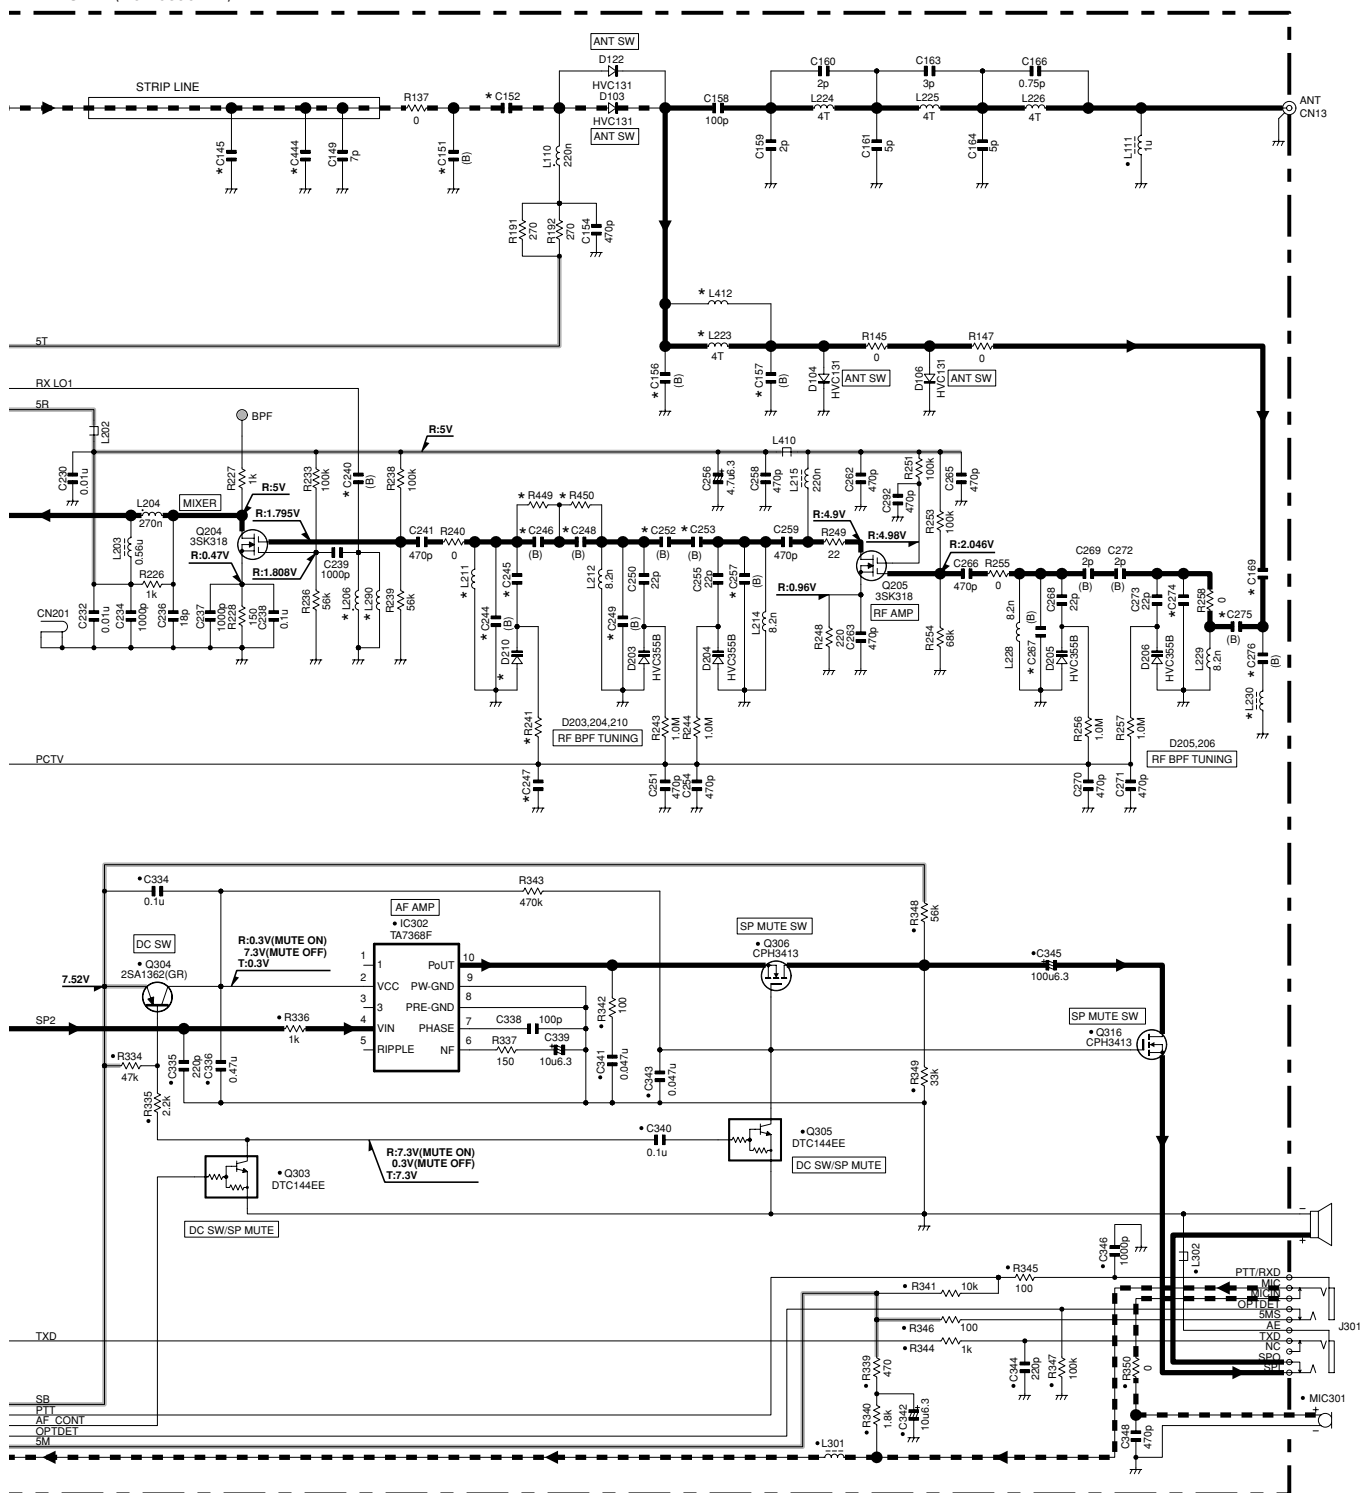 ANT SW
D122
HVC131
D103
HVC131
ANT SW
STRIP LINE
R137
0
* C152
C158
100p
C160
2p
C163
3p
C166
0.75p
L224
4T
L225
4T
L226
4T
ANT
CN13
* C145
* C444
C149
7p
* C151
(B)
L110
220n
C159
2p
C161
5p
C164
5p
• L111
1u
R191
270
R192
270
C154
470p
* L412
* L223
4T
R145
0
R147
0
5T
* C156
(B)
* C157
(B)
D104
HVC131
ANT SW
D106
HVC131
ANT SW
RX LO1
5R
BPF
L202
R:5V
L410
C230
0.01u
R227
1k
R233
100k
* C240
(B)
R238
100k
C256
4.7u6.3
C258
470p
L215
220n
C262
470p
C292
470p
R251
100k
C265
470p
L204
270n
MIXER
R:5V
* R449
* R450
R253
100k
Q204
3SK318
R:1.795V
C241
470p
R240
0
* C246
(B)
* C248
(B)
* C252
(B)
* C253
(B)
C259
470p
R:4.9V
R249
22
R:4.98V
R:2.046V
L203
0.56u
R:0.47V
R:1.808V
C239
1000p
C266
470p
R255
0
C269
2p
(B)
C272
2p
(B)
* C169
R226
1k
L211
* C245
L212
8.2n
C250
22p
C255
22p
* C257
(B)
R:0.96V
Q205
3SK318
RF AMP
C268
22p
C273
22p
* C274
R258
0
CN201
C232
0.01u
C234
1000p
C236
18p
C237
1000p
R228
150
C238
0.1u
R236
56k
* L206
* L290
R239
56k
* C244
* D210
* C249
(B)
D203
HVC355B
D204
HVC355B
L214
8.2n
R248
220
C263
470p
R254
68k
L228
8.2n
* C267
(B)
D205
HVC355B
D206
HVC355B
L229
8.2n
* C275
(B)
* C276
(B)
* L230
* R241
D203,204,210
RF BPF TUNING
R243
1.0M
R244
1.0M
R256
1.0M
R257
1.0M
D205,206
RF BPF TUNING
PCTV
* C247
C251
470p
C254
470p
C270
470p
C271
470p
• C334
0.1u
R343
470k
AF AMP
• IC302
TA7368F
SP MUTE SW
• Q306
CPH3413
• R348
56k
DC SW
• Q304
2SA1362(GR)
R:0.3V(MUTE ON)
7.3V(MUTE OFF)
T:0.3V
1
1
PoUT
10
• C345
100u6.3
7.52V
2
VCC
PW-GND
9
3
3
PRE-GND
8
SP2
• R336
1k
4
VIN
PHASE
7
C338
100p
5
RIPPLE
NF
6
R337
150
C339
10u6.3
• R342
100
SP MUTE SW
• Q316
CPH3413
• R334
47k
• C335
220p
• C336
0.47u
• C341
0.047u
• C343
0.047u
• R349
33k
• R335
2.2k
R:7.3V(MUTE ON)
0.3V(MUTE OFF)
T:7.3V
• C340
0.1u
• Q305
DTC144EE
DC SW/SP MUTE
• Q303
DTC144EE
DC SW/SP MUTE
−
+
• C346
1000p
• L302
• R345
100
• R341
10k
PTT/RXD
MIC
MICIN
OPTDET
5MS
AE
TXD
NC
SPO
SPI
J301
TXD
• R346
100
• R344
1k
• R339
470
• C344
220p
• R347
100k
• R350
0
SB
PTT
AF CONT
OPTDET
5M
• R340
1.8k
• C342
10u6.3
• MIC301
+
−
C348
470p
• L301